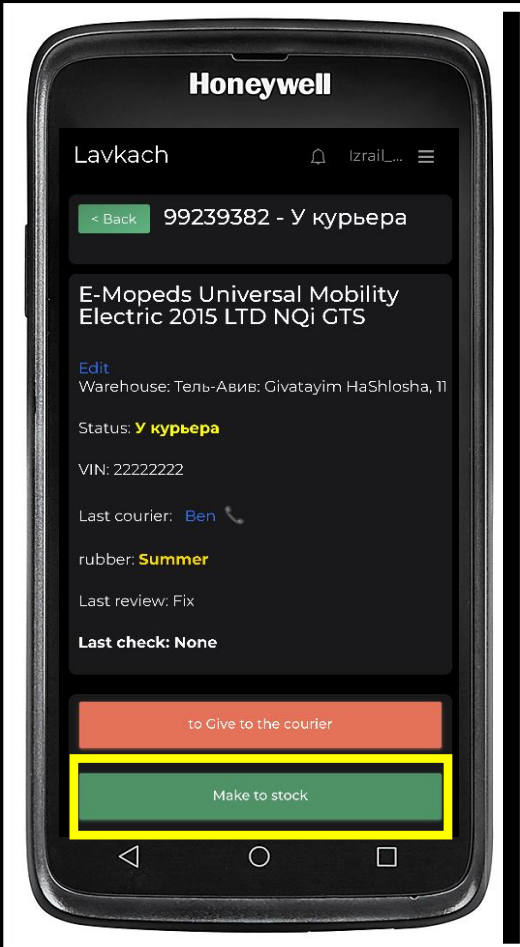 Honeywell
Lavkach Izrail_...
< Back 99239382 - У курьера
E-Mopeds Universal Mobility
Electric 2015 LTD NQi GTS
Edit
Warehouse: Тель-Авив: Givatayim HaShlosha, 11
Status: У курьера
VIN: 22222222
Last courier: Ben
rubber: Summer
Last review: Fix
Last check: None
to Give to the courier
Make to stock